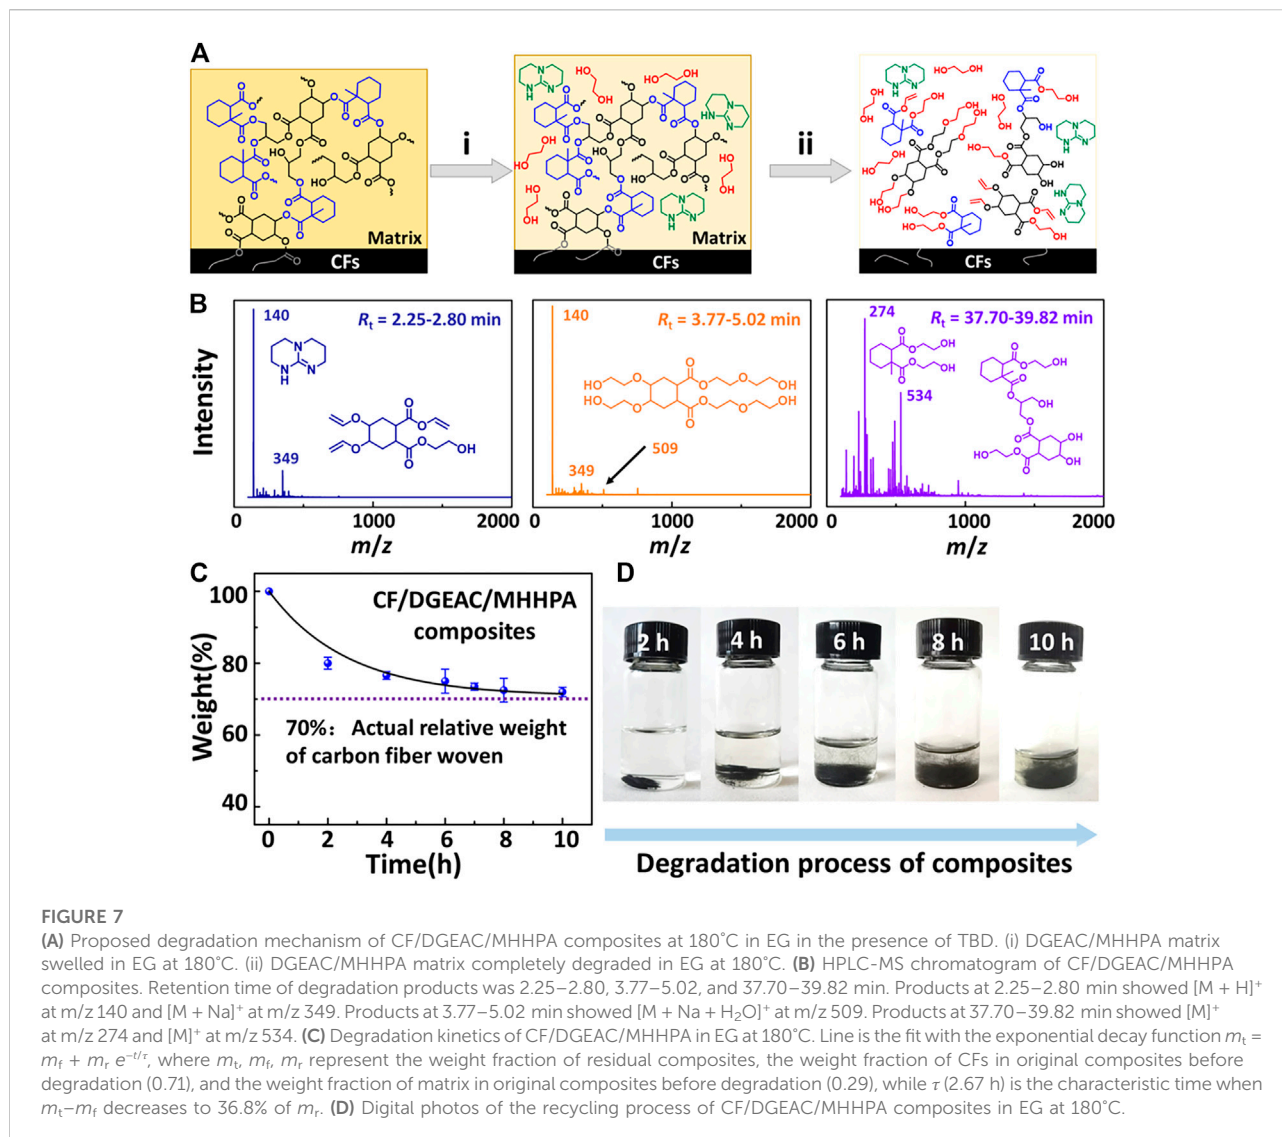 A
i
ii
Matrix
CFs
Matrix
CFs
CFs
B
Intensity
140
Rt = 2.25-2.80 min
349
0 1000 2000
m/z
140
Rt = 3.77-5.02 min
349
509
0 1000 2000
m/z
274
Rt = 37.70-39.82 min
534
0 1000 2000
m/z
C
Weight(%)
100
80
60
40
CF/DGEAC/MHHPA
composites
70%: Actual relative weight
of carbon fiber woven
0 2 4 6 8 10
Time(h)
D
2 h 4 h 6 h 8 h 10 h
Degradation process of composites
FIGURE 7
(A) Proposed degradation mechanism of CF/DGEAC/MHHPA composites at 180°C in EG in the presence of TBD. (i) DGEAC/MHHPA matrix
swelled in EG at 180°C. (ii) DGEAC/MHHPA matrix completely degraded in EG at 180°C. (B) HPLC-MS chromatogram of CF/DGEAC/MHHPA
composites. Retention time of degradation products was 2.25–2.80, 3.77–5.02, and 37.70–39.82 min. Products at 2.25–2.80 min showed [M + H]⁺
at m/z 140 and [M + Na]⁺ at m/z 349. Products at 3.77–5.02 min showed [M + Na + H₂O]⁺ at m/z 509. Products at 37.70–39.82 min showed [M]⁺
at m/z 274 and [M]⁺ at m/z 534. (C) Degradation kinetics of CF/DGEAC/MHHPA in EG at 180°C. Line is the fit with the exponential decay function mt =
mf + mr e⁻ᵗ/τ, where mt, mf, mr represent the weight fraction of residual composites, the weight fraction of CFs in original composites before
degradation (0.71), and the weight fraction of matrix in original composites before degradation (0.29), while τ (2.67 h) is the characteristic time when
mt–mf decreases to 36.8% of mr. (D) Digital photos of the recycling process of CF/DGEAC/MHHPA composites in EG at 180°C.